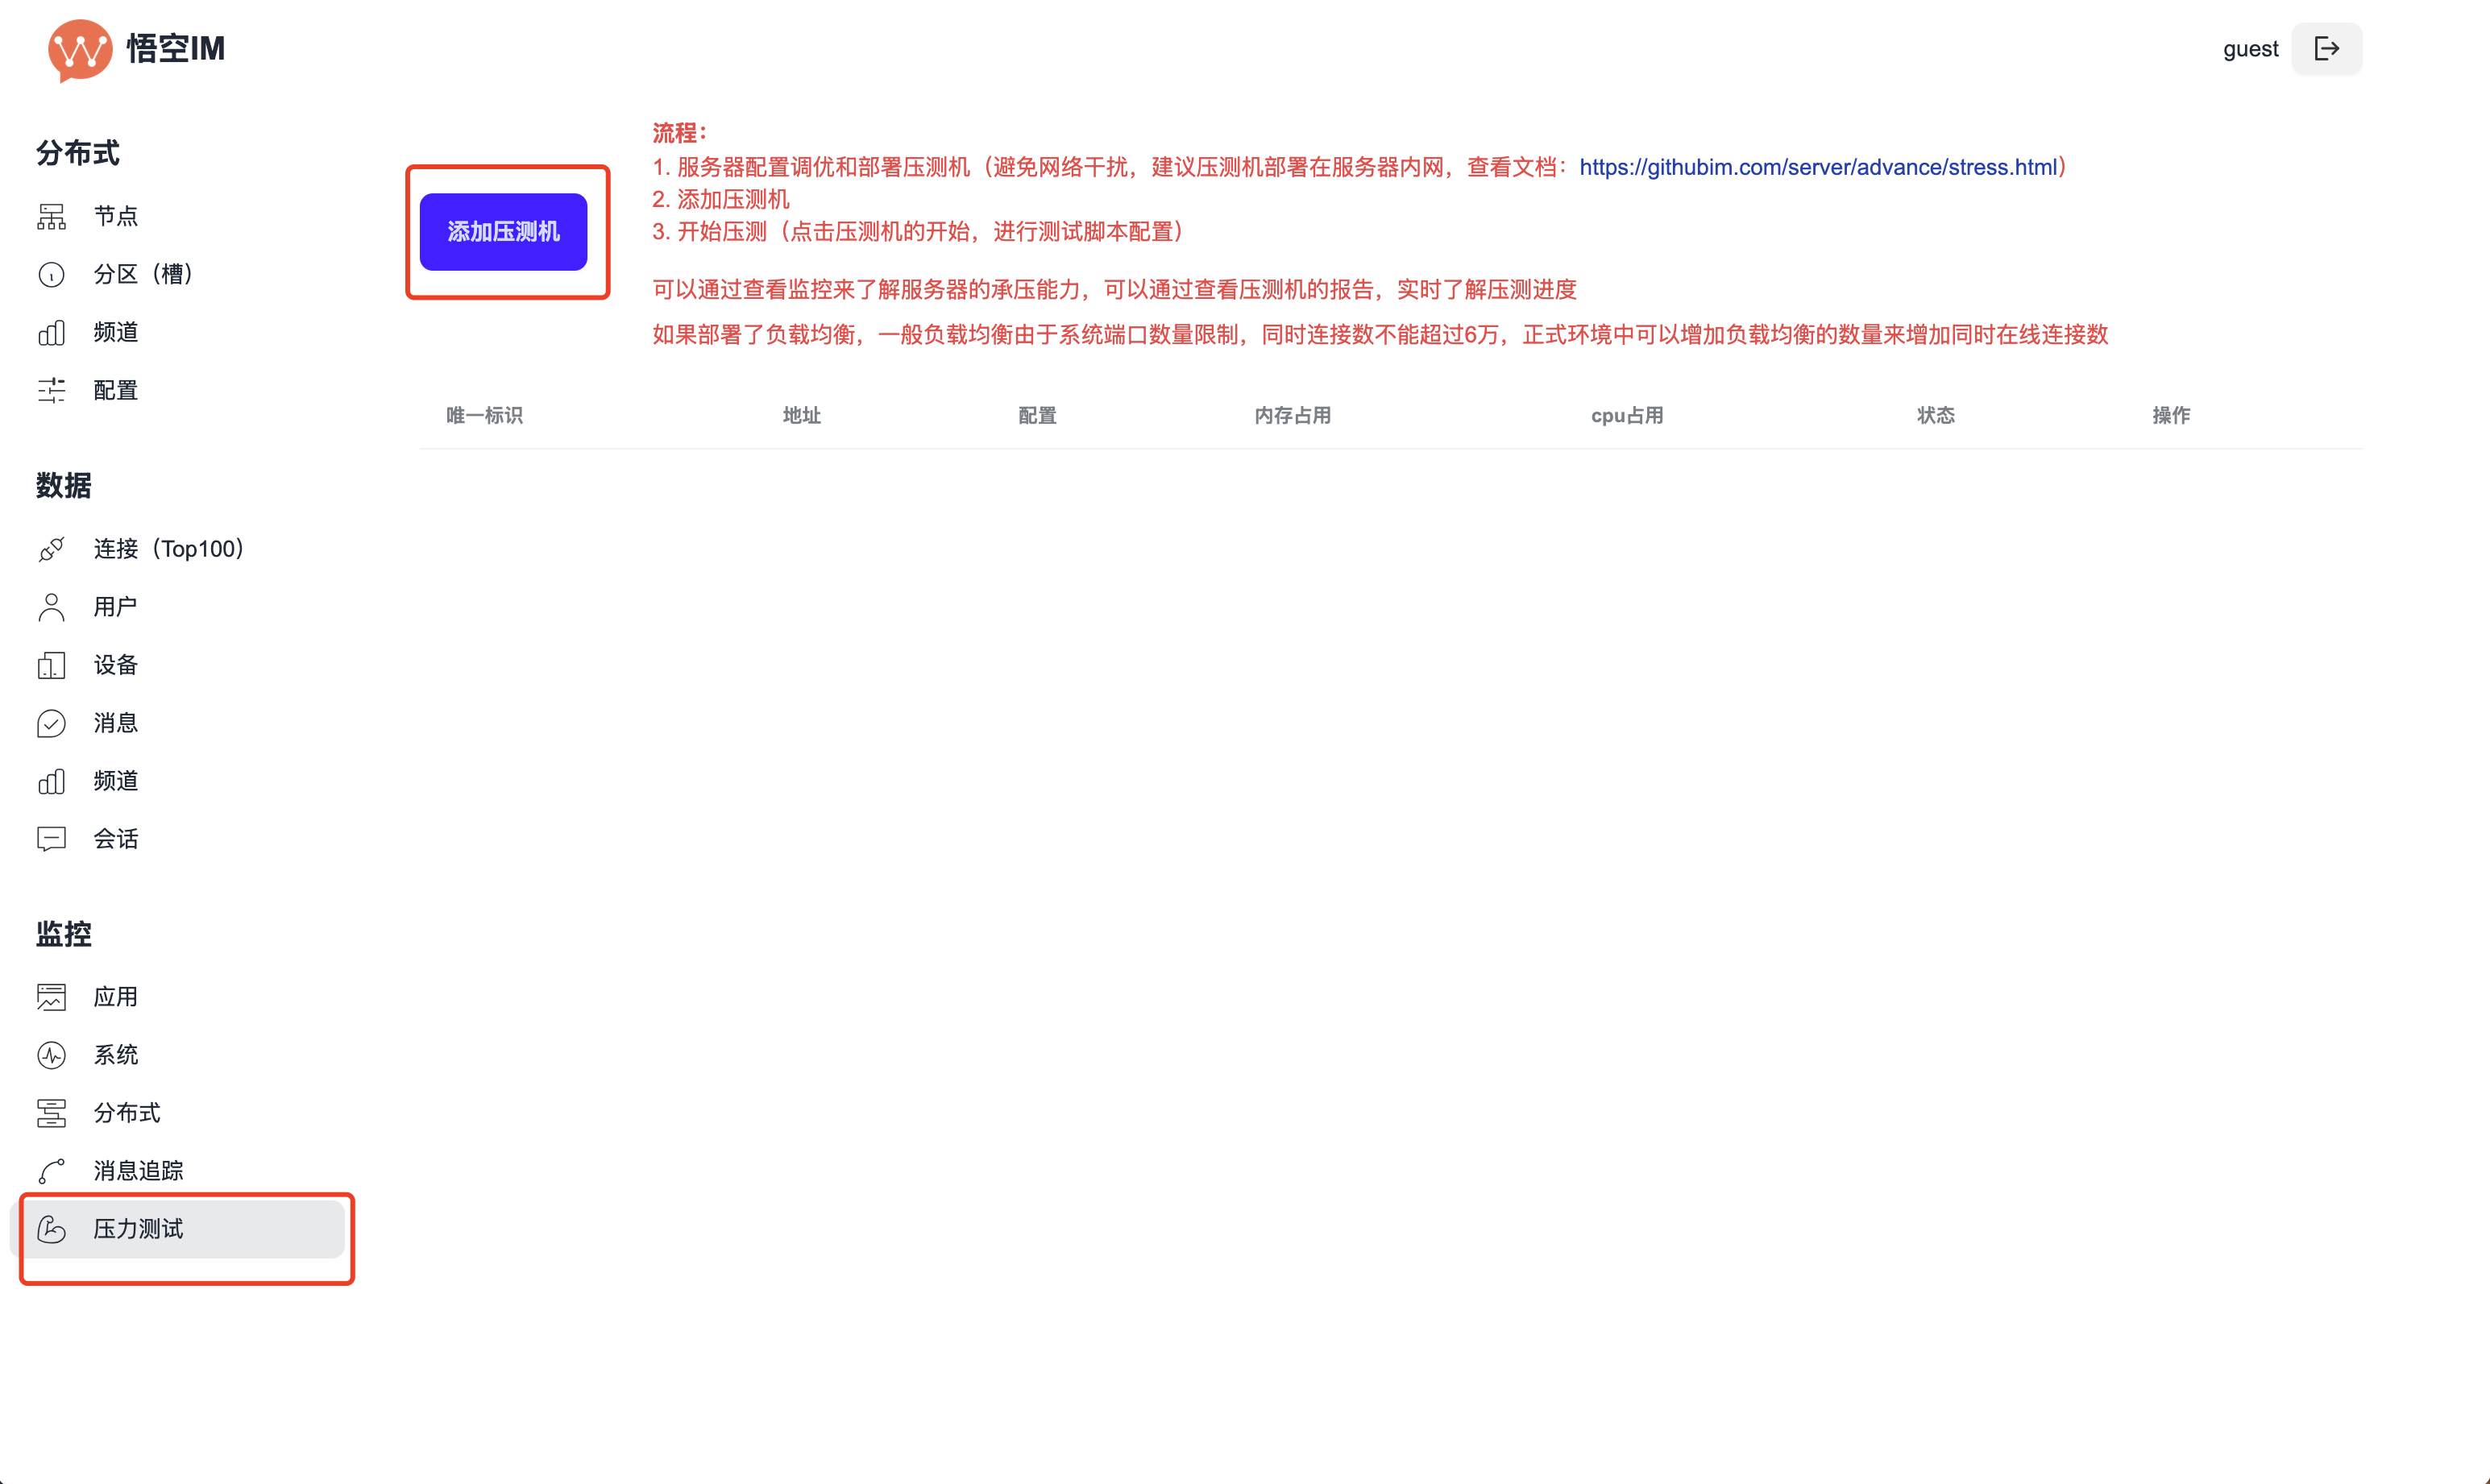 悟空IM
guest
分布式
节点
分区（槽）
频道
配置
数据
连接（Top100）
用户
设备
消息
频道
会话
监控
应用
系统
分布式
消息追踪
压力测试
添加压测机
流程：
1. 服务器配置调优和部署压测机（避免网络干扰，建议压测机部署在服务器内网，查看文档：https://githubim.com/server/advance/stress.html）
2. 添加压测机
3. 开始压测（点击压测机的开始，进行测试脚本配置）
可以通过查看监控来了解服务器的承压能力，可以通过查看压测机的报告，实时了解压测进度
如果部署了负载均衡，一般负载均衡由于系统端口数量限制，同时连接数不能超过6万，正式环境中可以增加负载均衡的数量来增加同时在线连接数
唯一标识 地址 配置 内存占用 cpu占用 状态 操作